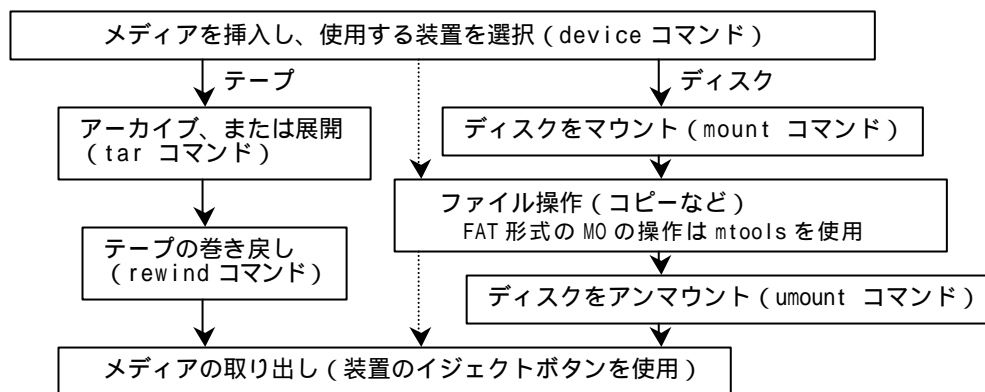 メディアを挿入し、使用する装置を選択(device コマンド)
テープ
ディスク
アーカイブ、または展開
(tar コマンド)
ディスクをマウント(mount コマンド)
ファイル操作(コピーなど)
FAT 形式の MO の操作は mtools を使用
テープの巻き戻し
(rewind コマンド)
ディスクをアンマウント(umount コマンド)
メディアの取り出し(装置のイジェクトボタンを使用)